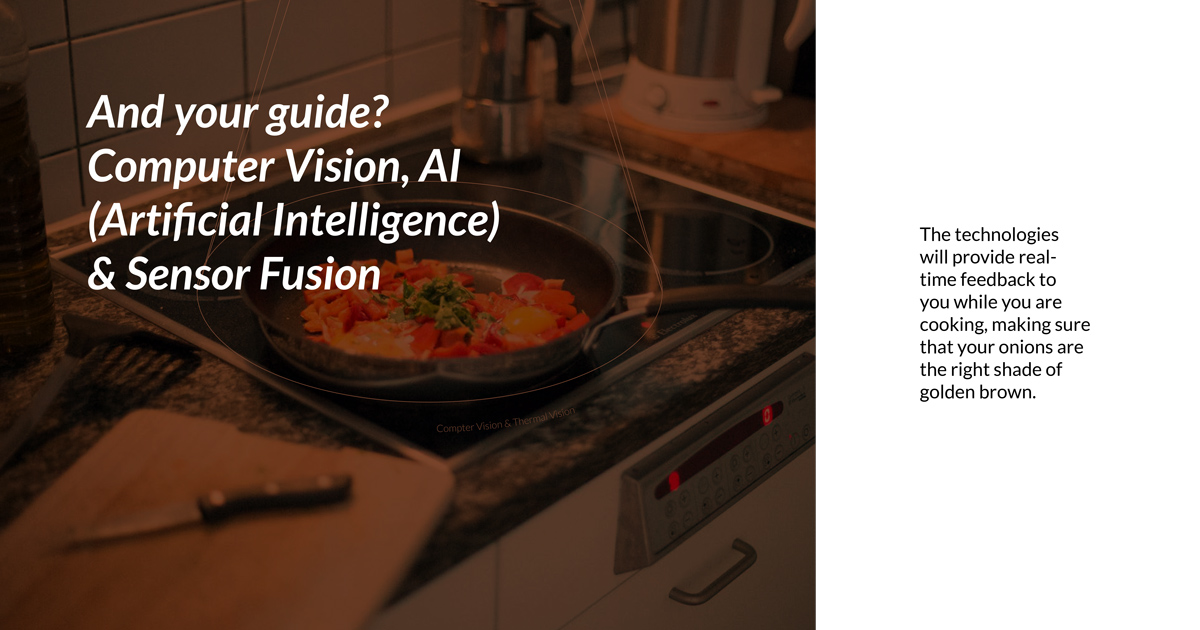 And your guide?
Computer Vision, AI
(Artificial Intelligence)
& Sensor Fusion
Compter Vision & Thermal Vision
The technologies
will provide real-
time feedback to
you while you are
cooking, making sure
that your onions are
the right shade of
golden brown.
0